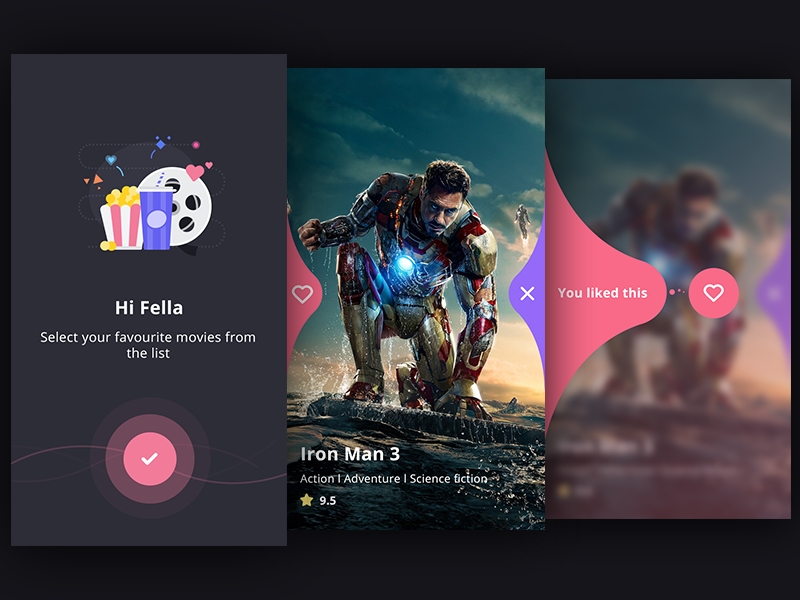 Hi Fella
Select your favourite movies from
the list
Iron Man 3
Action | Adventure | Science fiction
9.5
You liked this